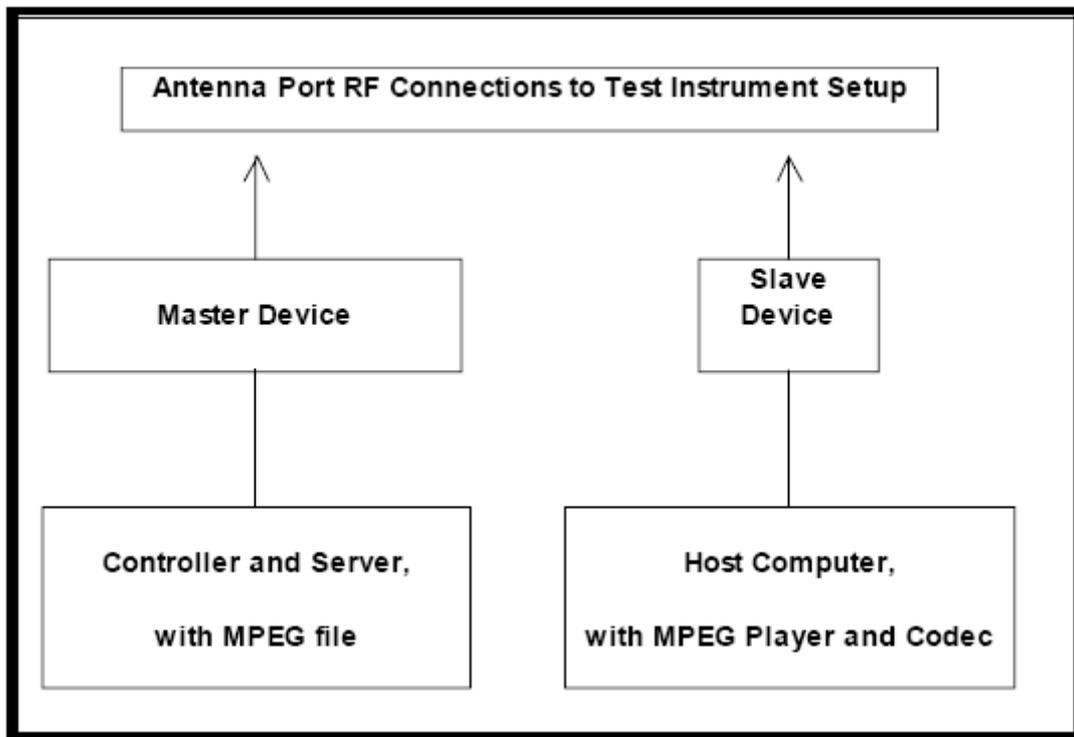 Antenna Port RF Connections to Test Instrument Setup
Master Device
Slave
Device
Controller and Server,
with MPEG file
Host Computer,
with MPEG Player and Codec